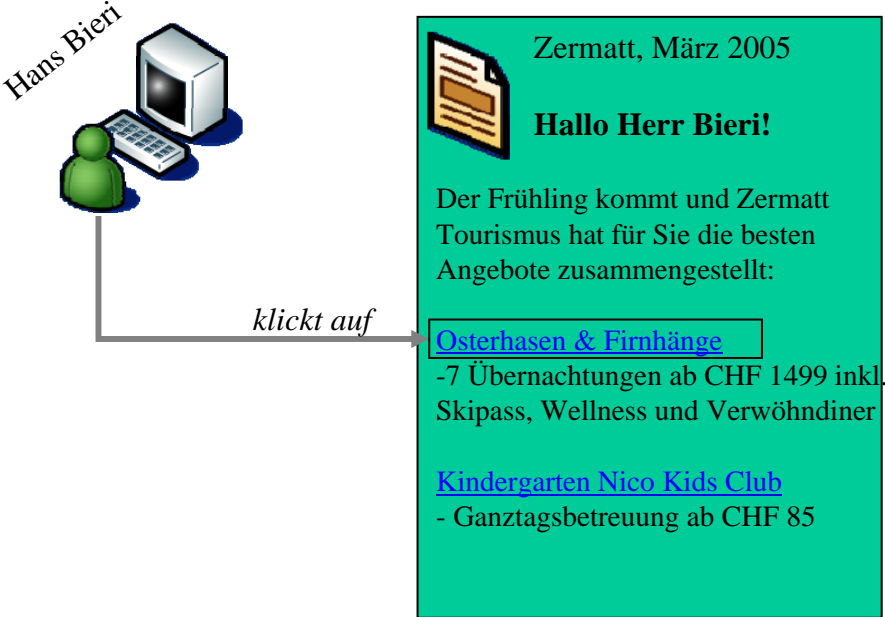 Hans Bieri
Zermatt, März 2005
Hallo Herr Bieri!
Der Frühling kommt und Zermatt
Tourismus hat für Sie die besten
Angebote zusammengestellt:
klickt auf
Osterhasen & Firnhänge
-7 Übernachtungen ab CHF 1499 inkl.
Skipass, Wellness und Verwöhndiner
Kindergarten Nico Kids Club
- Ganztagsbetreuung ab CHF 85